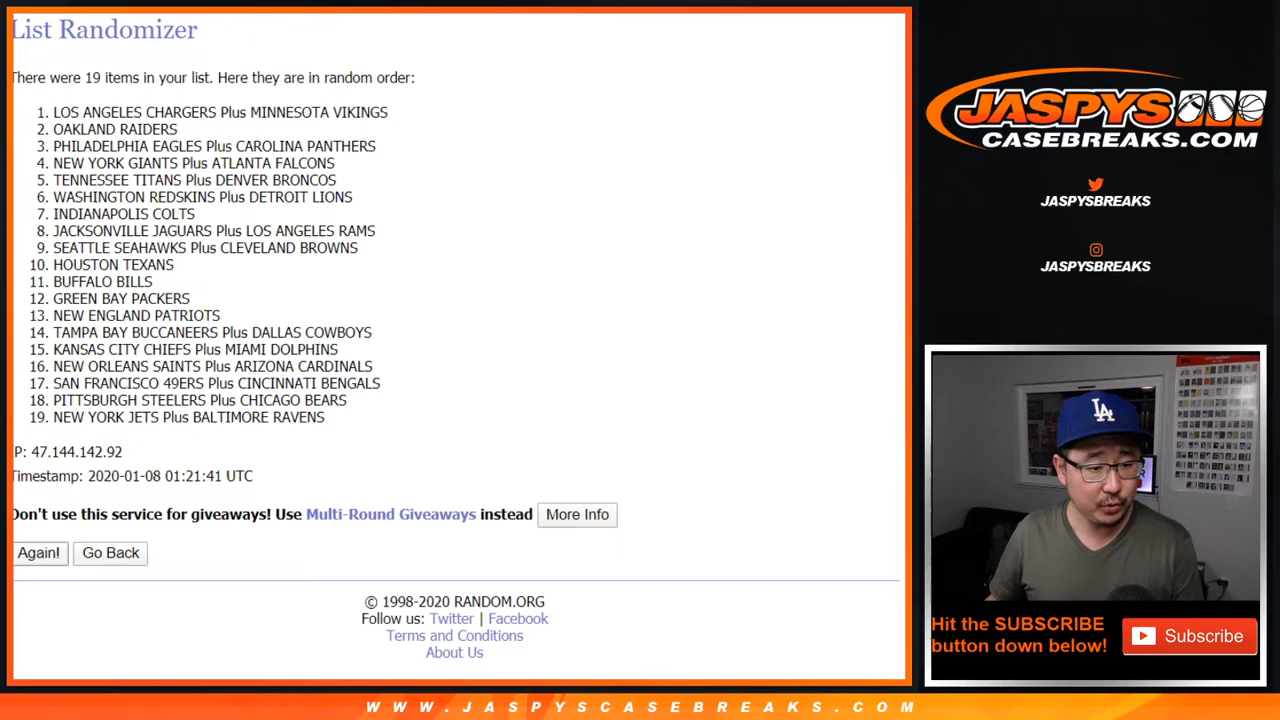 List Randomizer
There were 19 items in your list. Here they are in random order:
1. LOS ANGELES CHARGERS Plus MINNESOTA VIKINGS
2. OAKLAND RAIDERS
3. PHILADELPHIA EAGLES Plus CAROLINA PANTHERS
4. NEW YORK GIANTS Plus ATLANTA FALCONS
5. TENNESSEE TITANS Plus DENVER BRONCOS
6. WASHINGTON REDSKINS Plus DETROIT LIONS
7. INDIANAPOLIS COLTS
8. JACKSONVILLE JAGUARS Plus LOS ANGELES RAMS
9. SEATTLE SEAHAWKS Plus CLEVELAND BROWNS
10. HOUSTON TEXANS
11. BUFFALO BILLS
12. GREEN BAY PACKERS
13. NEW ENGLAND PATRIOTS
14. TAMPA BAY BUCCANEERS Plus DALLAS COWBOYS
15. KANSAS CITY CHIEFS Plus MIAMI DOLPHINS
16. NEW ORLEANS SAINTS Plus ARIZONA CARDINALS
17. SAN FRANCISCO 49ERS Plus CINCINNATI BENGALS
18. PITTSBURGH STEELERS Plus CHICAGO BEARS
19. NEW YORK JETS Plus BALTIMORE RAVENS
IP: 47.144.142.92
Timestamp: 2020-01-08 01:21:41 UTC
Don't use this service for giveaways! Use Multi-Round Giveaways instead More Info
Again! Go Back
© 1998-2020 RANDOM.ORG
Follow us: Twitter | Facebook
Terms and Conditions
About Us
JASPYS
CASEBREAKS.COM
JASPYSBREAKS
JASPYSBREAKS
LA
Hit the SUBSCRIBE
button down below!
Subscribe
WWW.JASPYSCASEBREAKS.COM